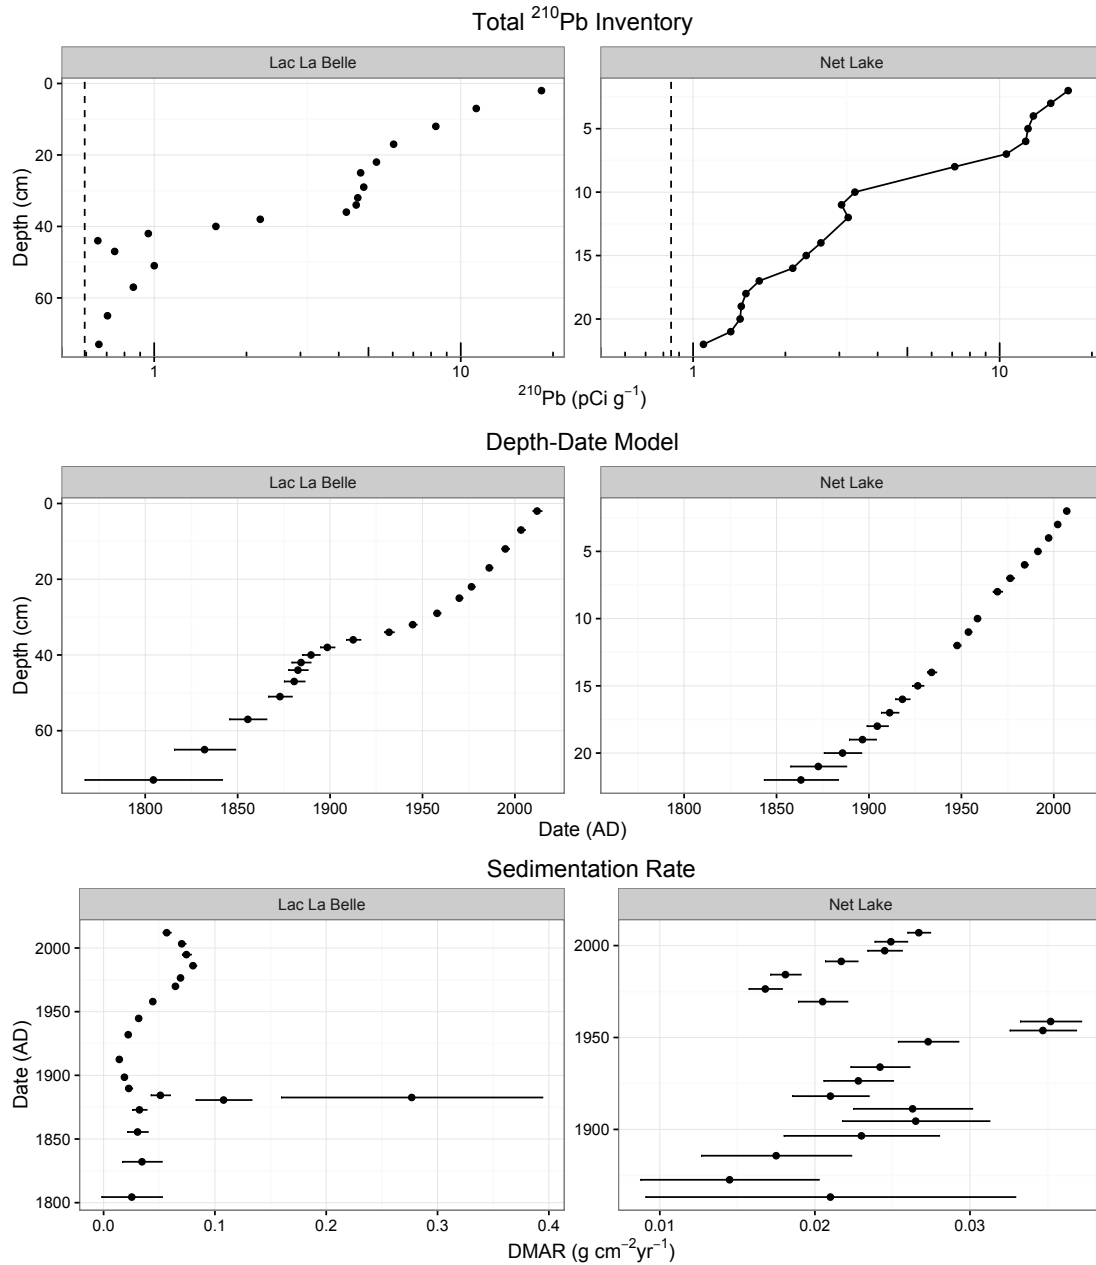 Total ²¹⁰Pb Inventory
Lac La Belle Net Lake
0
20
40
60
Depth (cm)
5
10
15
20
1 10 1 10
²¹⁰Pb (pCi g⁻¹)
Depth-Date Model
Lac La Belle Net Lake
0
20
40
60
Depth (cm)
5
10
15
20
1800 1850 1900 1950 2000 1800 1850 1900 1950 2000
Date (AD)
Sedimentation Rate
Lac La Belle Net Lake
2000
1950
1900
1850
1800
Date (AD)
2000
1950
1900
0.0 0.1 0.2 0.3 0.4 0.01 0.02 0.03
DMAR (g cm⁻²yr⁻¹)